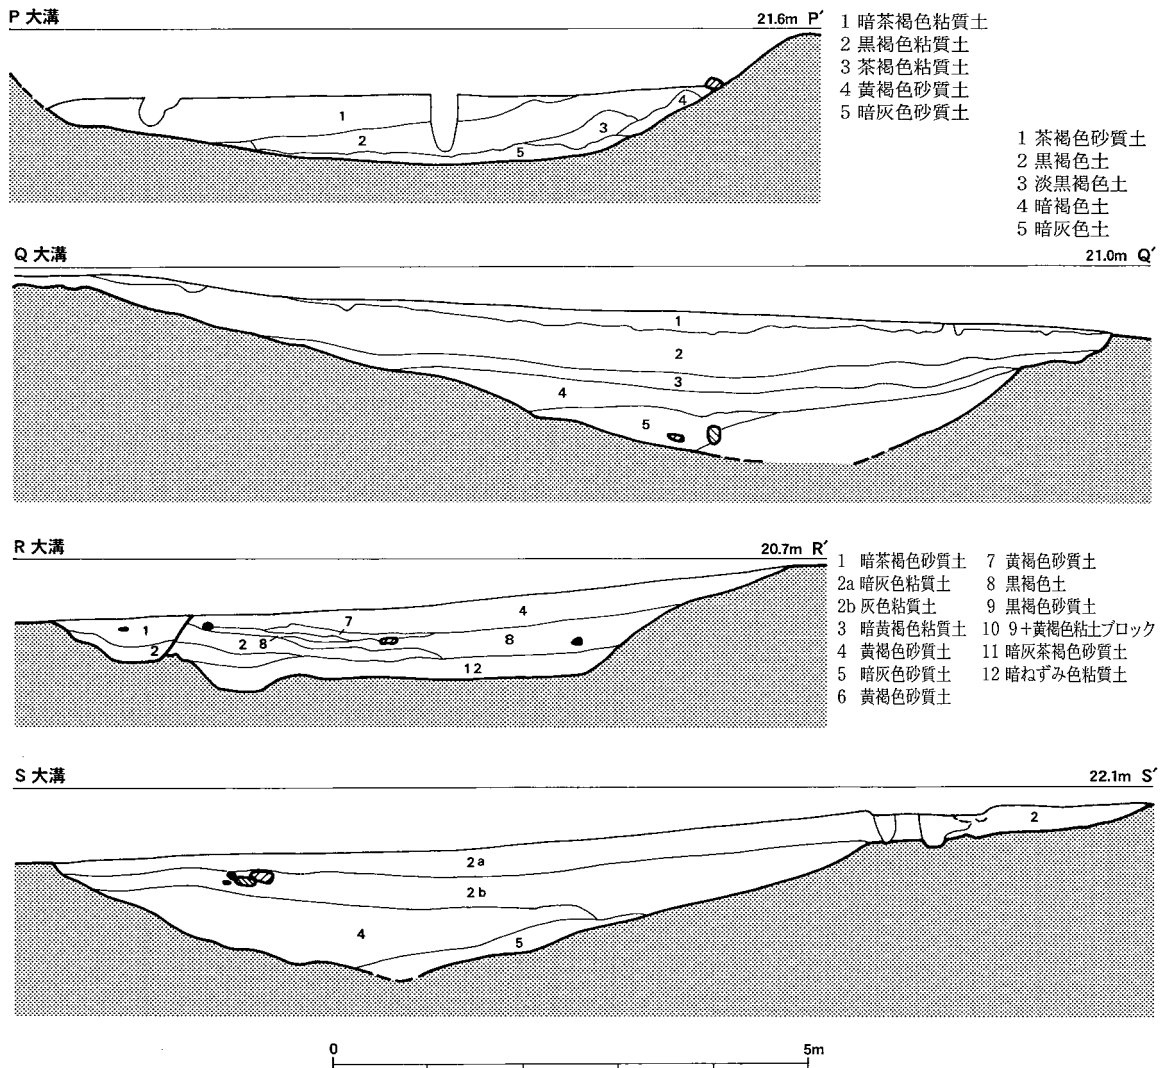 P 大溝
21.6m P′
1 暗茶褐色粘質土
2 黒褐色粘質土
3 茶褐色粘質土
4 黄褐色砂質土
5 暗灰色砂質土
1
2
3
4
5
1 茶褐色砂質土
2 黒褐色土
3 淡黒褐色土
4 暗褐色土
5 暗灰色土
Q 大溝
21.0m Q′
1
2
3
4
5
R 大溝
20.7m R′
1 暗茶褐色砂質土
2a 暗灰色粘質土
2b 灰色粘質土
3 暗黄褐色粘質土
4 黄褐色砂質土
5 暗灰色砂質土
6 黄褐色砂質土
7 黄褐色砂質土
8 黒褐色土
9 黒褐色砂質土
10 9+黄褐色粘土ブロック
11 暗灰茶褐色砂質土
12 暗ねずみ色粘質土
4
7
1
2
2
8
8
12
S 大溝
22.1m S′
2
2a
2b
4
5
0
5m